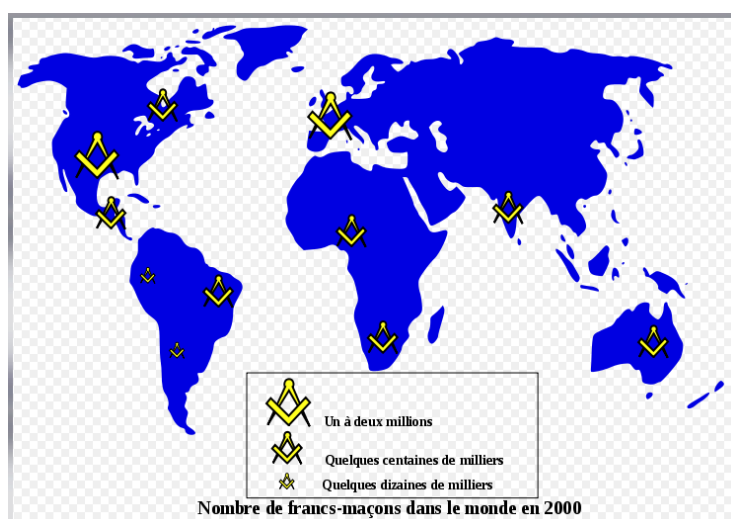 Un à deux millions
Quelques centaines de milliers
Quelques dizaines de milliers
Nombre de francs-maçons dans le monde en 2000